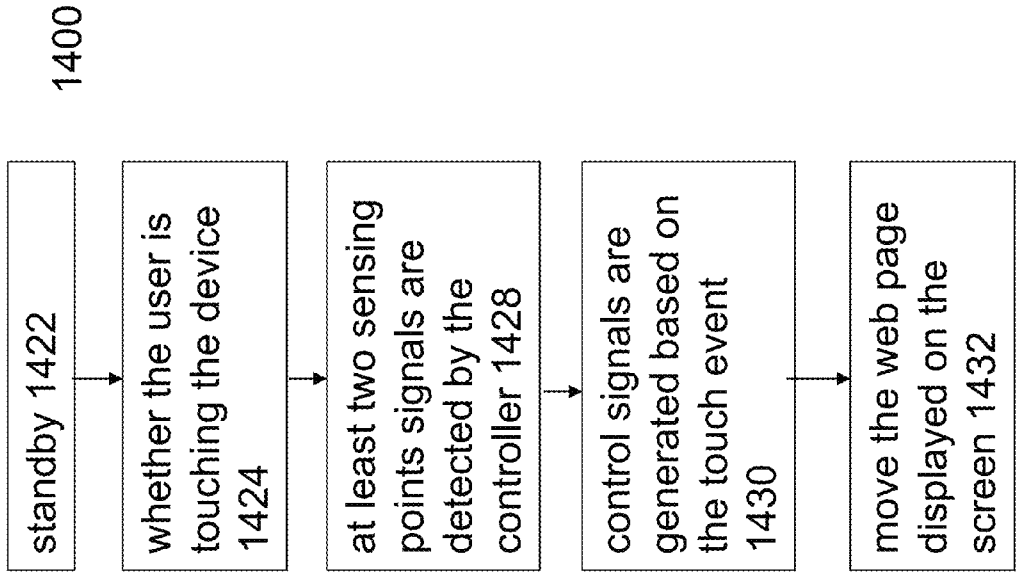 1400
standby 1422
whether the user is
touching the device
1424
at least two sensing
points signals are
detected by the
controller 1428
control signals are
generated based on
the touch event
1430
move the web page
displayed on the
screen 1432